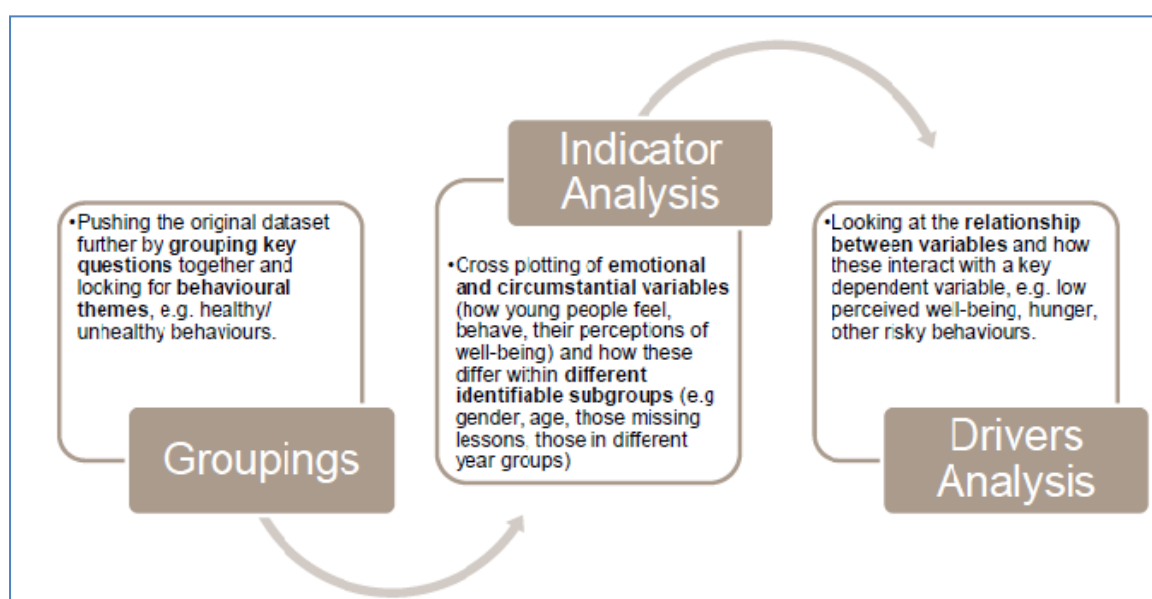 •Pushing the original dataset
further by grouping key
questions together and
looking for behavioural
themes, e.g. healthy/
unhealthy behaviours.
Groupings
Indicator
Analysis
•Cross plotting of emotional
and circumstantial variables
(how young people feel,
behave, their perceptions of
well-being) and how these
differ within different
identifiable subgroups (e.g
gender, age, those missing
lessons, those in different
year groups)
•Looking at the relationship
between variables and how
these interact with a key
dependent variable, e.g. low
perceived well-being, hunger,
other risky behaviours.
Drivers
Analysis